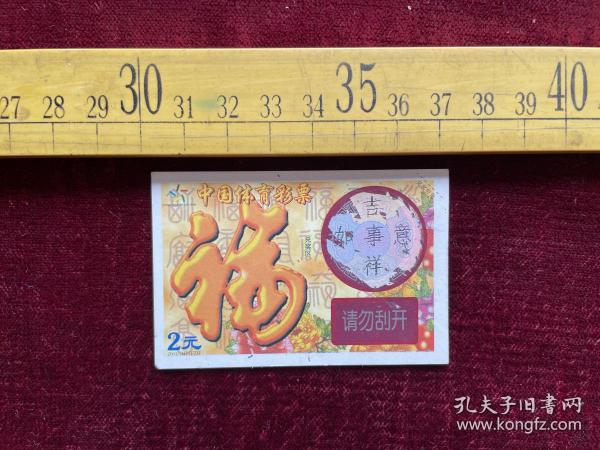 27 28 29 30 31 32 33 34 35 36 37 38 39 40
中国体育彩票
福
吉
如事意
祥
请勿刮开
2元
孔夫子旧书网
www.kongfz.com